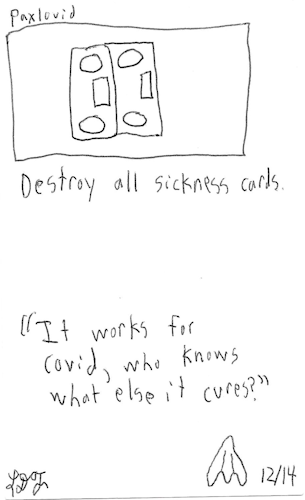 Paxlovid
Destroy all sickness cards.
"It works for
covid, who knows
what else it cures?"
12/14